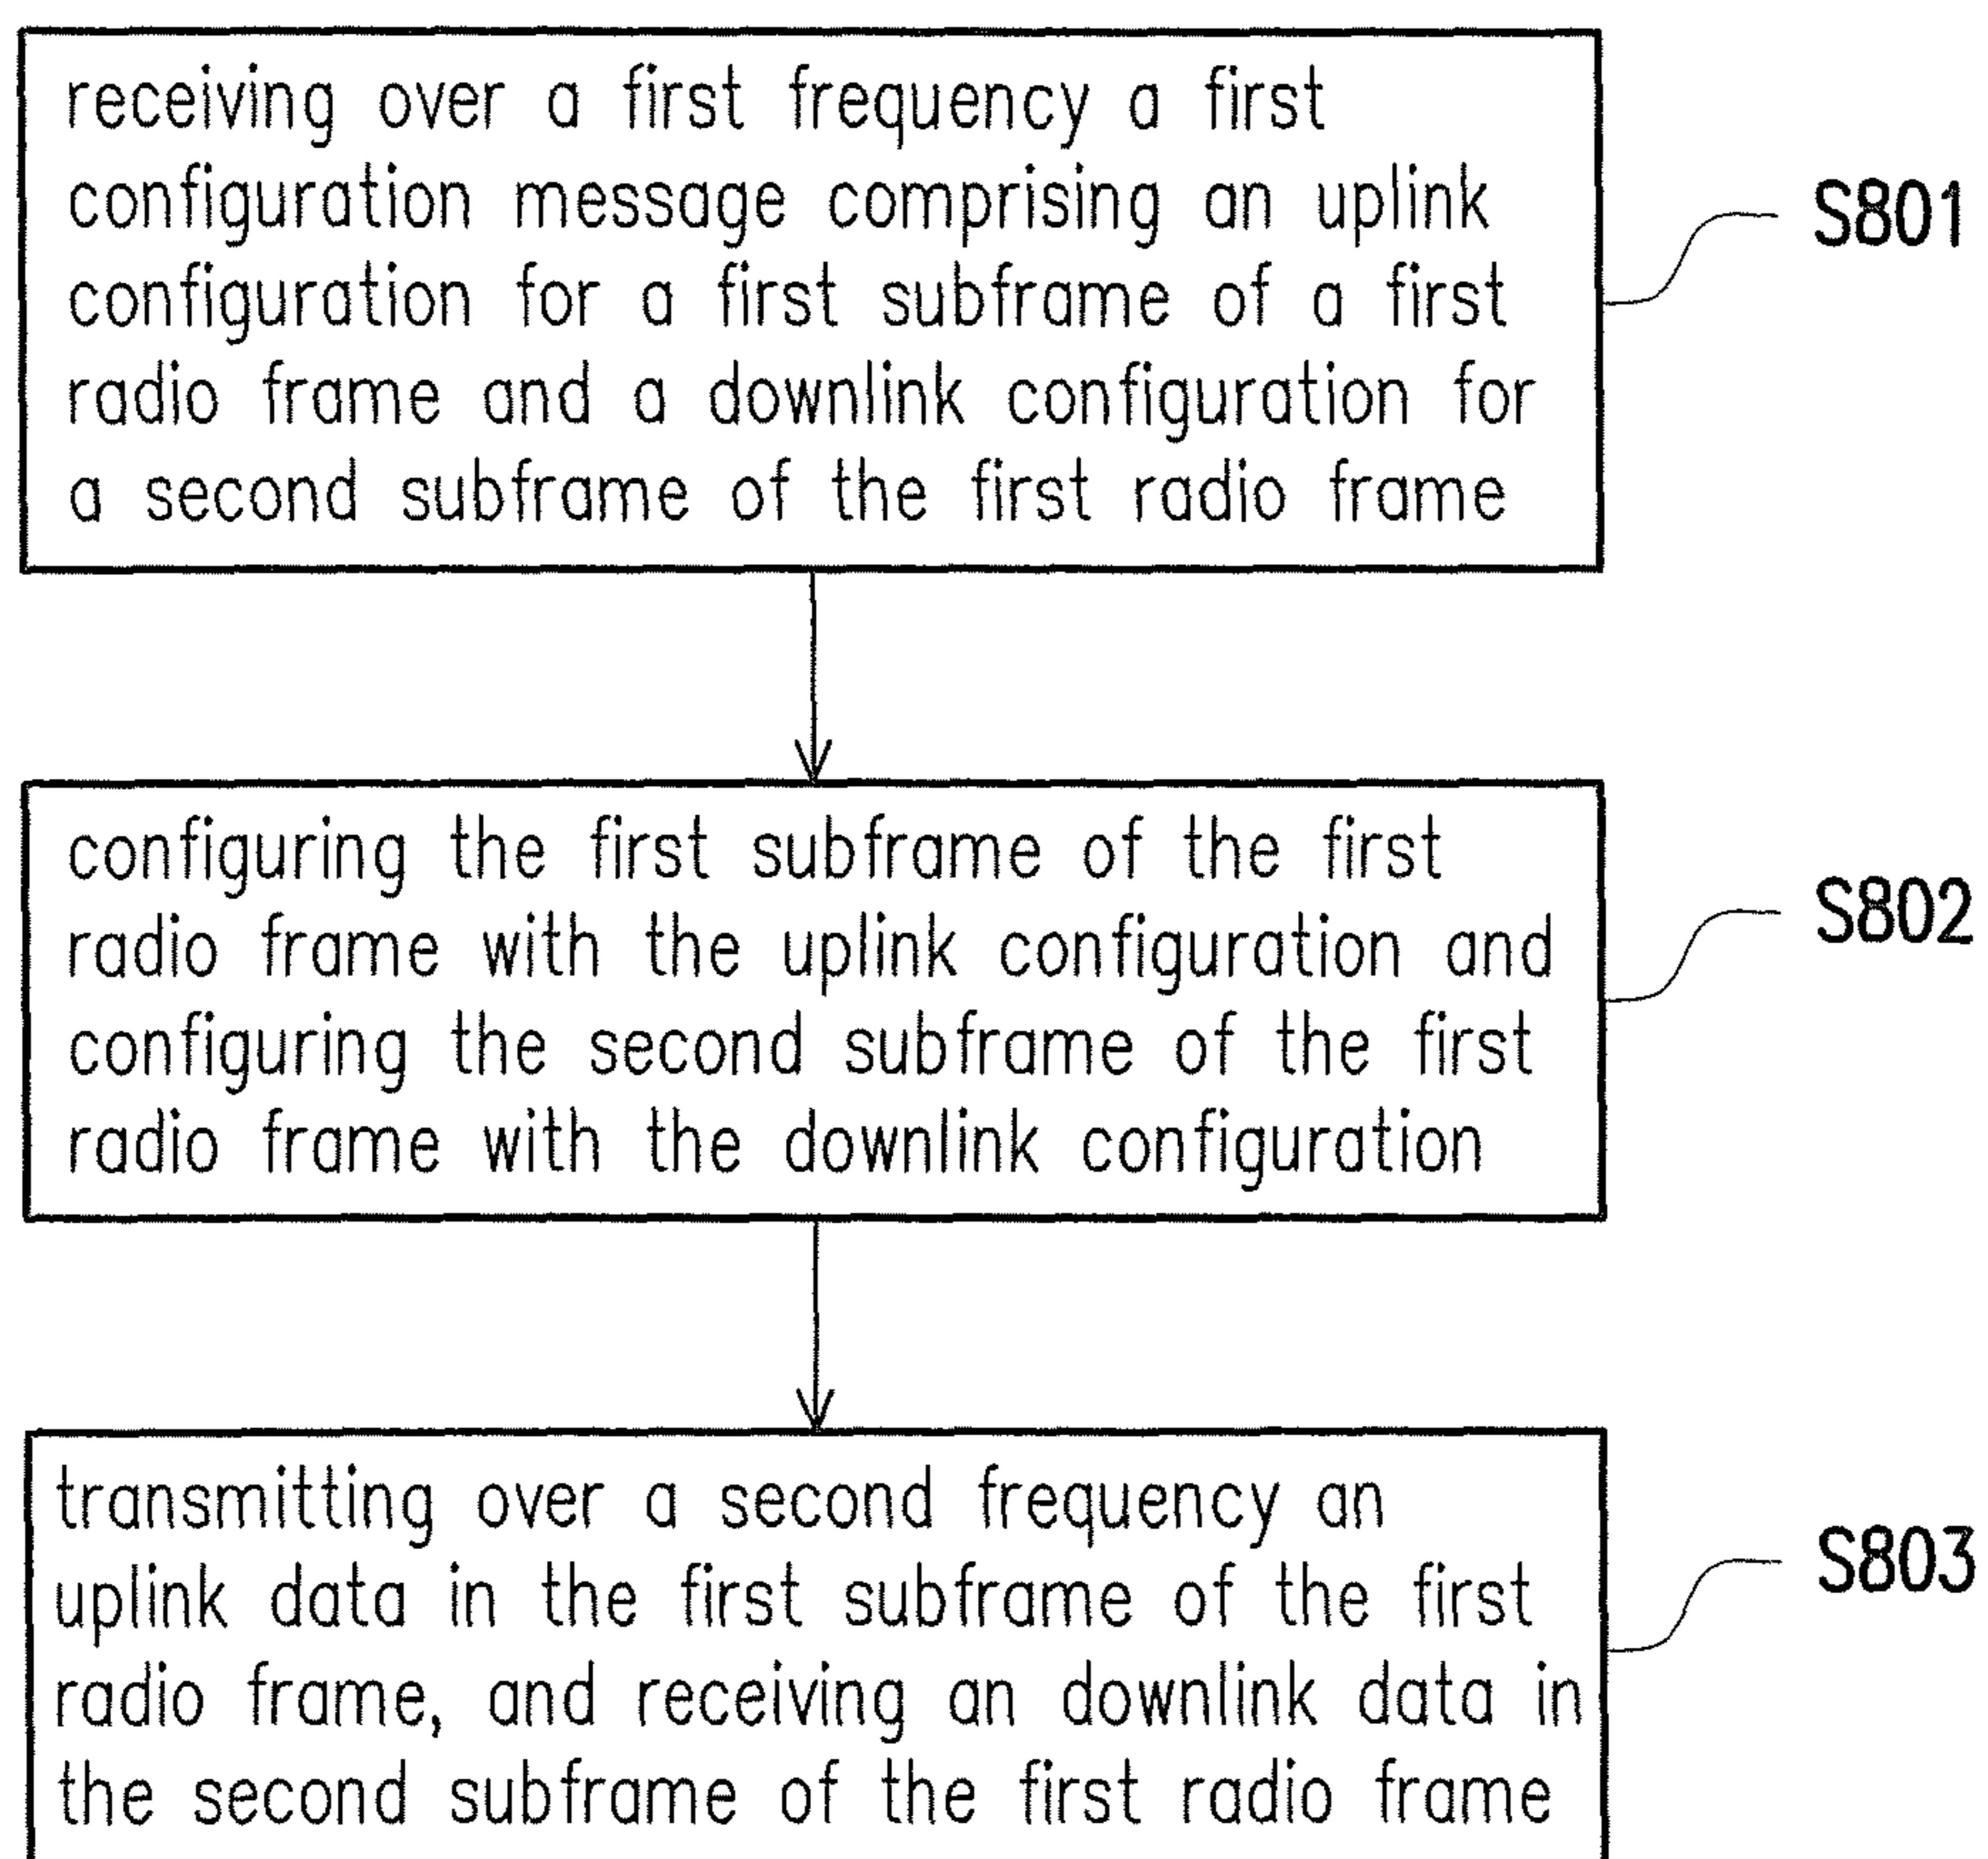 receiving over a first frequency a first
configuration message comprising an uplink
configuration for a first subframe of a first
radio frame and a downlink configuration for
a second subframe of the first radio frame
S801
configuring the first subframe of the first
radio frame with the uplink configuration and
configuring the second subframe of the first
radio frame with the downlink configuration
S802
transmitting over a second frequency an
uplink data in the first subframe of the first
radio frame, and receiving an downlink data in
the second subframe of the first radio frame
S803